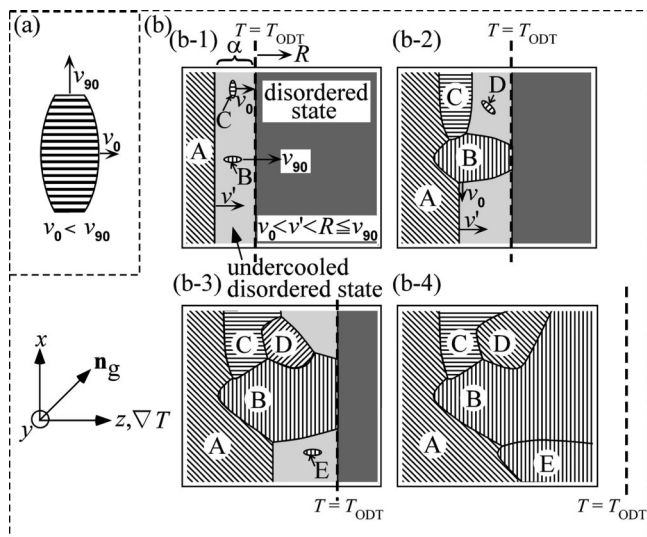 (a)
v90
v0
v0 < v90
(b)
T = TODT
(b-1)
α
R
disordered
state
C
v0
A
B
v90
v'
v0<v'<R≦v90
undercooled
disordered state
T = TODT
(b-2)
C
D
B
A
v0
v'
(b-3)
C
D
B
A
E
T = TODT
(b-4)
C
D
B
A
E
T = TODT
x
ng
y
z,∇T